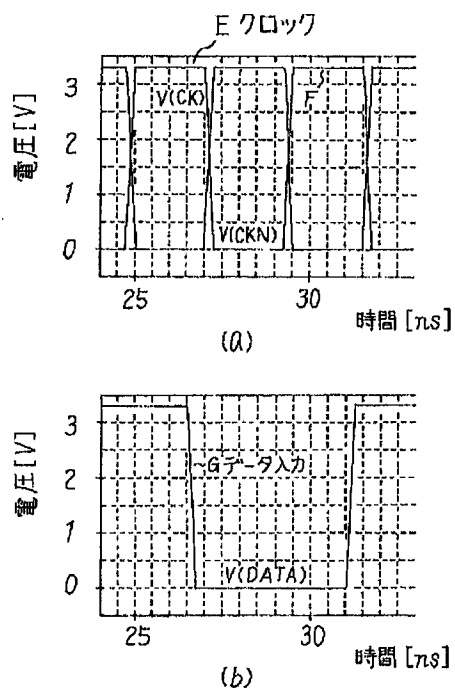 E クロック
電圧[V]
3
2
1
0
V(CK)
F
V(CKN)
25
30
時間[ns]
(a)
電圧[V]
3
2
1
0
~Gデータ入力
V(DATA)
25
30
時間[ns]
(b)